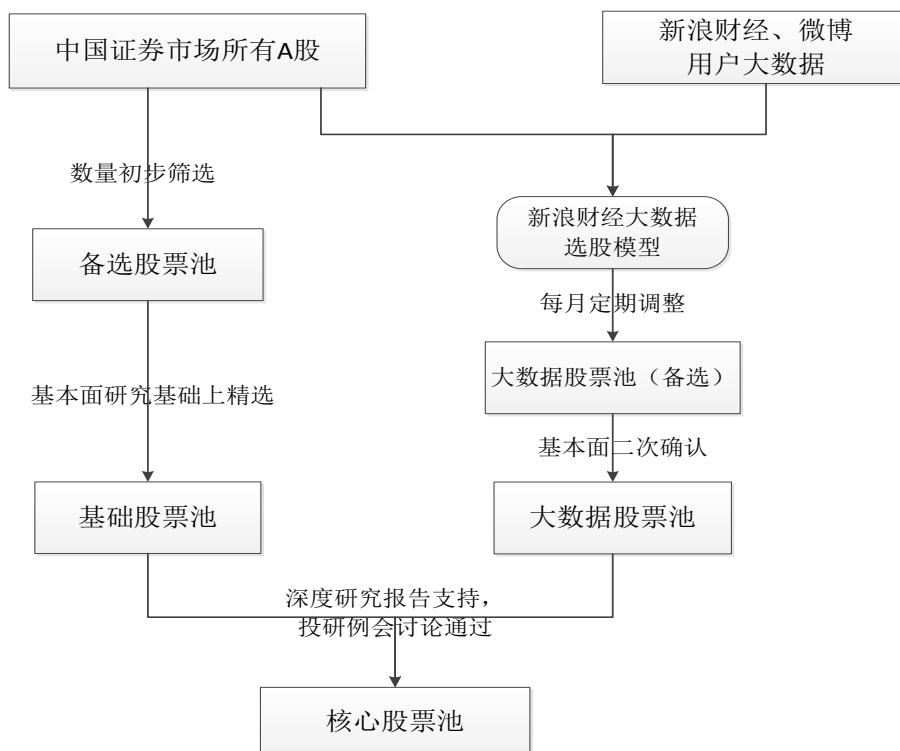 中国证券市场所有A股
新浪财经、微博
用户大数据
数量初步筛选
新浪财经大数据
选股模型
备选股票池
每月定期调整
大数据股票池（备选）
基本面研究基础上精选
基本面二次确认
基础股票池
大数据股票池
深度研究报告支持，
投研例会讨论通过
核心股票池